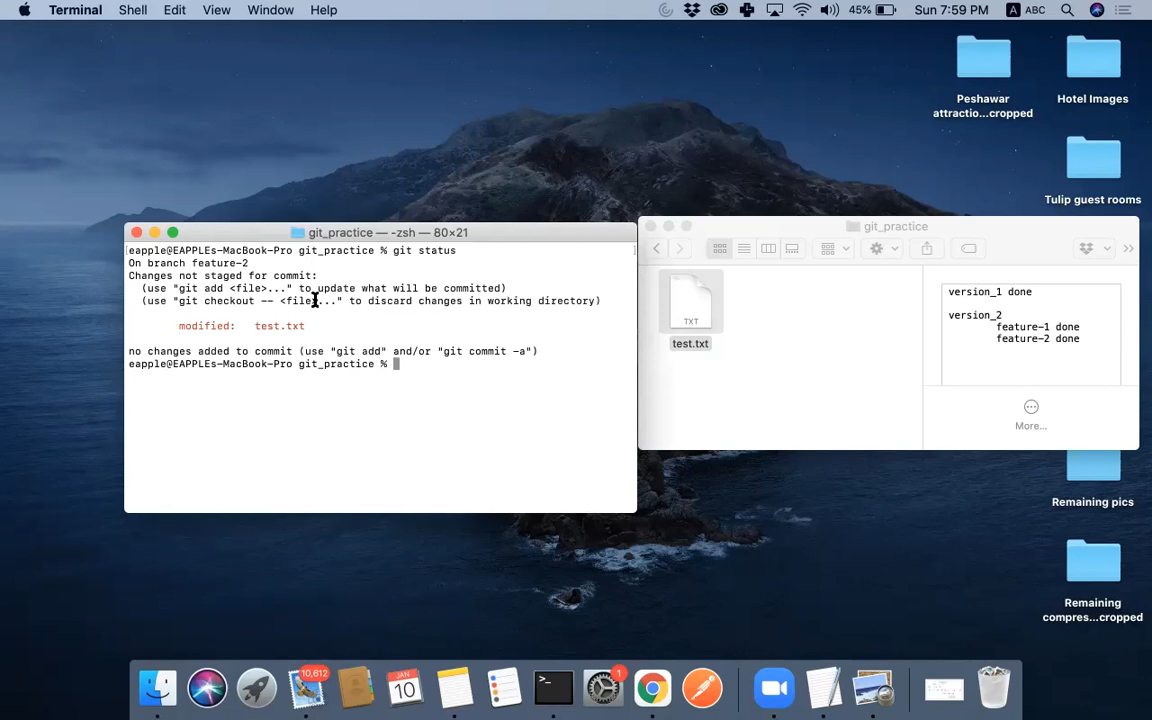 Terminal Shell Edit View Window Help
45% Sun 7:59 PM A ABC
Peshawar
attractio...cropped
Hotel Images
Tulip guest rooms
git_practice — -zsh — 80×21
eapple@EAPPLEs-MacBook-Pro git_practice % git status
On branch feature-2
Changes not staged for commit:
(use "git add <file>..." to update what will be committed)
(use "git checkout -- <file>..." to discard changes in working directory)
modified: test.txt
no changes added to commit (use "git add" and/or "git commit -a")
eapple@EAPPLEs-MacBook-Pro git_practice %
git_practice
TXT
test.txt
version_1 done
version_2
feature-1 done
feature-2 done
More...
Remaining pics
Remaining
compres...cropped
10,612
JAN
10
>_
1